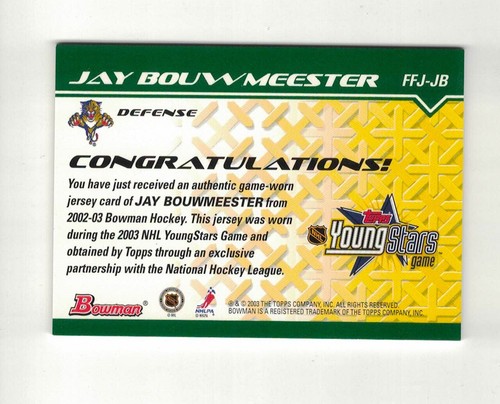 JAY BOUWMEESTER FFJ-JB
DEFENSE
CONGRATULATIONS!
You have just received an authentic game-worn
jersey card of JAY BOUWMEESTER from
2002-03 Bowman Hockey. This jersey was worn
during the 2003 NHL YoungStars Game and
obtained by Topps through an exclusive
partnership with the National Hockey League.
Topps
YoungStars
game
Bowman®
NHLPA
® & © 2003 THE TOPPS COMPANY, INC. ALL RIGHTS RESERVED.
BOWMAN IS A REGISTERED TRADEMARK OF THE TOPPS COMPANY, INC.